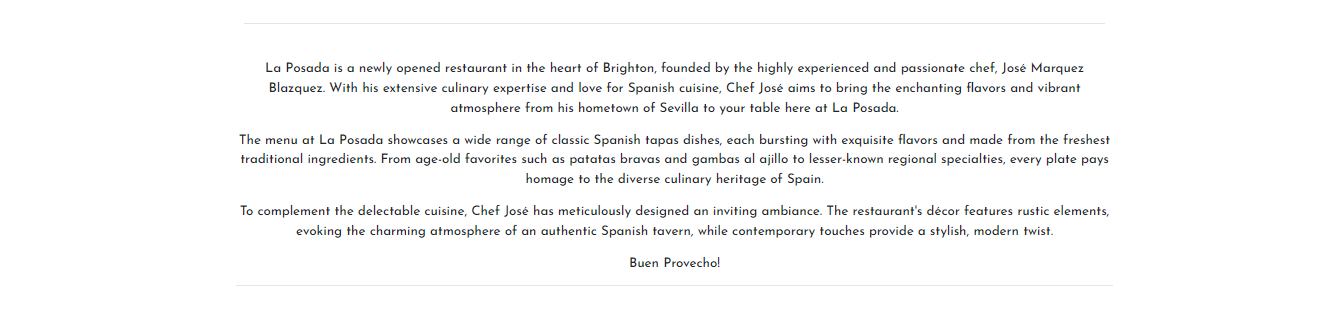 La Posada is a newly opened restaurant in the heart of Brighton, founded by the highly experienced and passionate chef, José Marquez
Blazquez. With his extensive culinary expertise and love for Spanish cuisine, Chef José aims to bring the enchanting flavors and vibrant
atmosphere from his hometown of Sevilla to your table here at La Posada.
The menu at La Posada showcases a wide range of classic Spanish tapas dishes, each bursting with exquisite flavors and made from the freshest
traditional ingredients. From age-old favorites such as patatas bravas and gambas al ajillo to lesser-known regional specialties, every plate pays
homage to the diverse culinary heritage of Spain.
To complement the delectable cuisine, Chef José has meticulously designed an inviting ambiance. The restaurant's décor features rustic elements,
evoking the charming atmosphere of an authentic Spanish tavern, while contemporary touches provide a stylish, modern twist.
Buen Provecho!